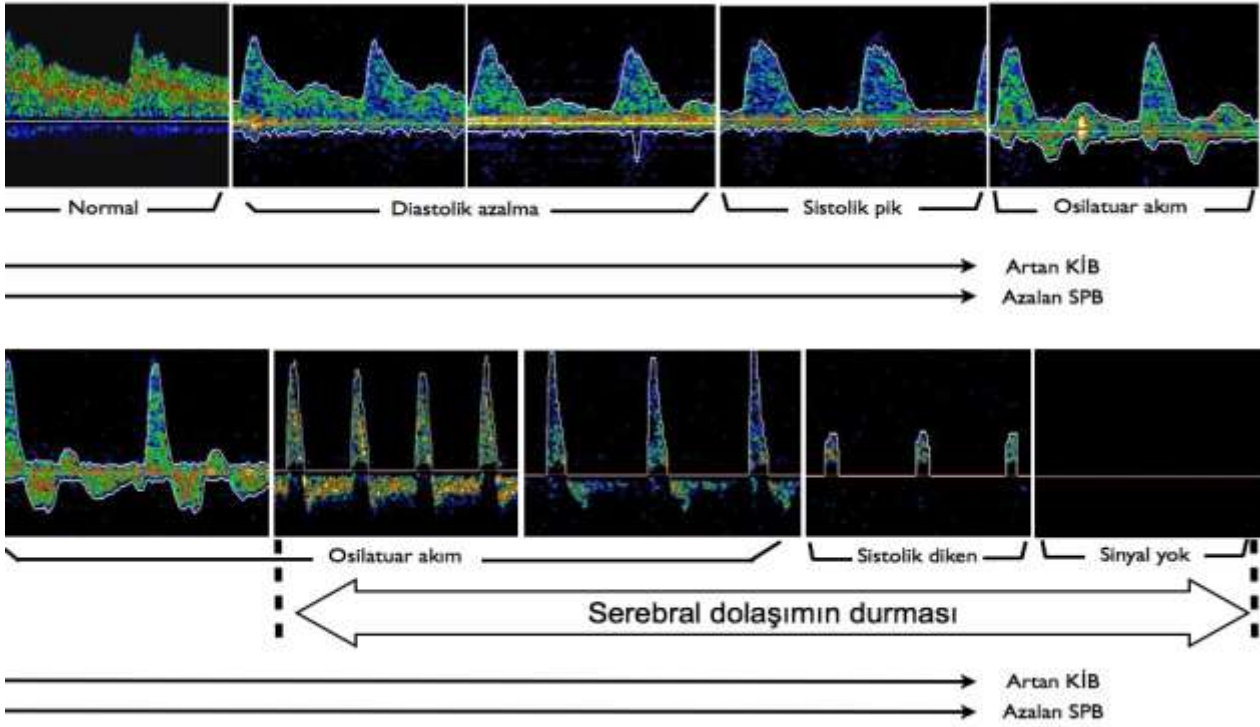 Normal
Diastolik azalma
Sistolik pik
Osilatuar akım
Artan KİB
Azalan SPB
Osilatuar akım
Sistolik diken
Sinyal yok
Serebral dolaşımın durması
Artan KİB
Azalan SPB